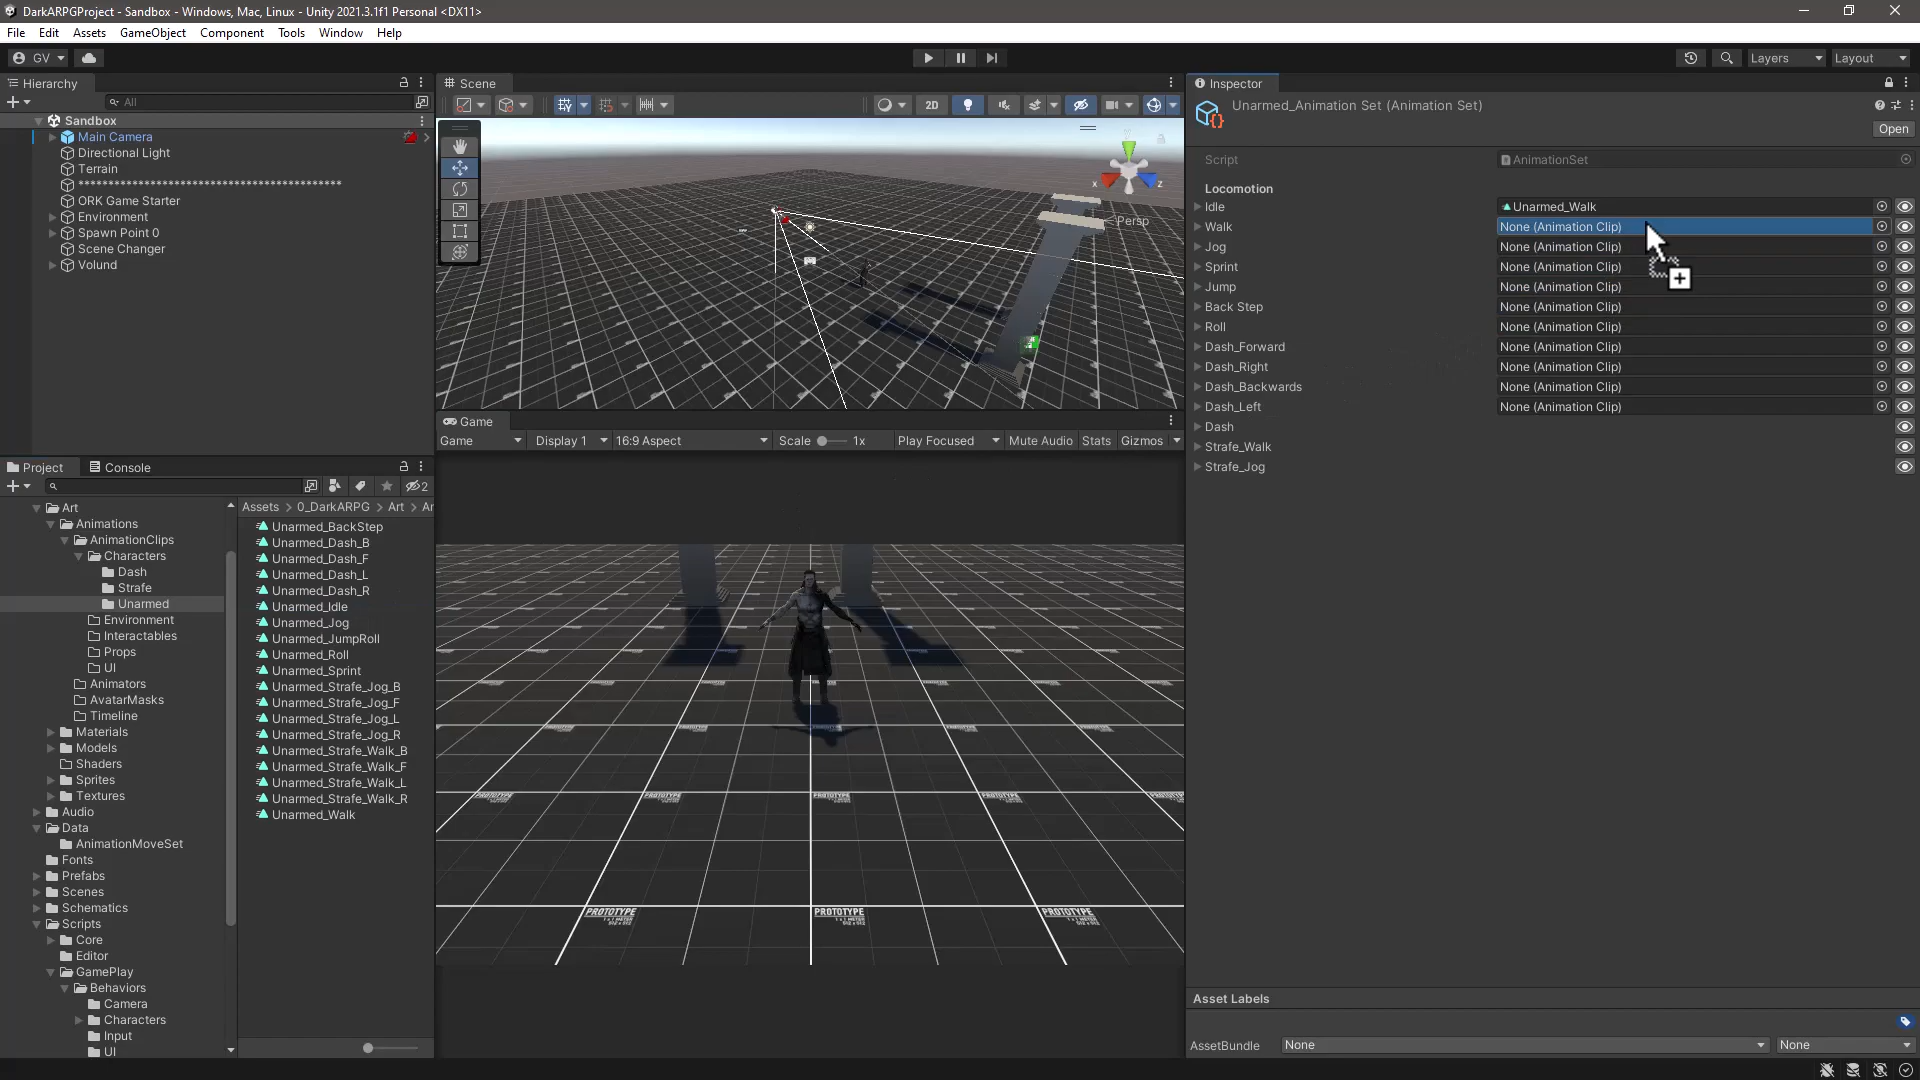 DarkARPGProject - Sandbox - Windows, Mac, Linux - Unity 2021.3.1f1 Personal <DX11>
File Edit Assets GameObject Component Tools Window Help
GV
Layers Layout
Hierarchy
All
Sandbox
Main Camera
Directional Light
Terrain
********************************************
ORK Game Starter
Environment
Spawn Point 0
Scene Changer
Volund
Scene
2D
y
x
z
Persp
Game
Game Display 1 16:9 Aspect Scale 1x Play Focused Mute Audio Stats Gizmos
PROTOTYPE
PROTOTYPE
PROTOTYPE
Project Console
2
Art
Animations
AnimationClips
Characters
Dash
Strafe
Unarmed
Environment
Interactables
Props
UI
Animators
AvatarMasks
Timeline
Materials
Models
Shaders
Sprites
Textures
Audio
Data
AnimationMoveSet
Fonts
Prefabs
Scenes
Schematics
Scripts
Core
Editor
GamePlay
Behaviors
Camera
Characters
Input
UI
Assets > 0_DarkARPG > Art > Ar
Unarmed_BackStep
Unarmed_Dash_B
Unarmed_Dash_F
Unarmed_Dash_L
Unarmed_Dash_R
Unarmed_Idle
Unarmed_Jog
Unarmed_JumpRoll
Unarmed_Roll
Unarmed_Sprint
Unarmed_Strafe_Jog_B
Unarmed_Strafe_Jog_F
Unarmed_Strafe_Jog_L
Unarmed_Strafe_Jog_R
Unarmed_Strafe_Walk_B
Unarmed_Strafe_Walk_F
Unarmed_Strafe_Walk_L
Unarmed_Strafe_Walk_R
Unarmed_Walk
Inspector
Unarmed_Animation Set (Animation Set)
Open
Script AnimationSet
Locomotion
Idle Unarmed_Walk
Walk None (Animation Clip)
Jog None (Animation Clip)
Sprint None (Animation Clip)
Jump None (Animation Clip)
Back Step None (Animation Clip)
Roll None (Animation Clip)
Dash_Forward None (Animation Clip)
Dash_Right None (Animation Clip)
Dash_Backwards None (Animation Clip)
Dash_Left None (Animation Clip)
Dash
Strafe_Walk
Strafe_Jog
Asset Labels
AssetBundle None None